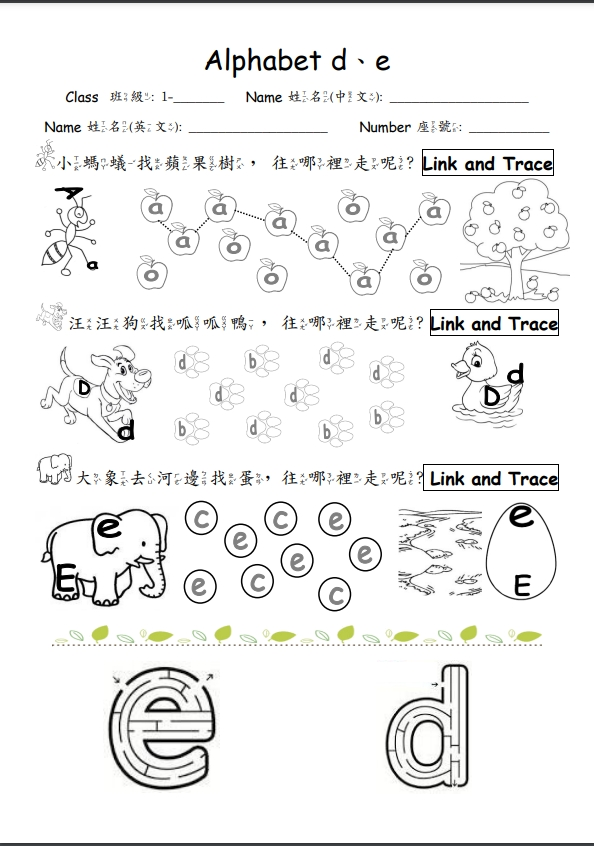 Alphabet d、e
Class 班級: 1-_______ Name 姓名(中文): ___________________
Name 姓名(英文): ___________________ Number 座號: ___________
小螞蟻找蘋果樹，往哪裡走呢? Link and Trace
A
a a o a
a a a
o
o o a o
a
汪汪狗找呱呱鴨，往哪裡走呢? Link and Trace
d b d d
D d d D d
b d b b
d
大象去河邊找蛋，往哪裡走呢? Link and Trace
e c c e e
e e e
E e c c E
e d